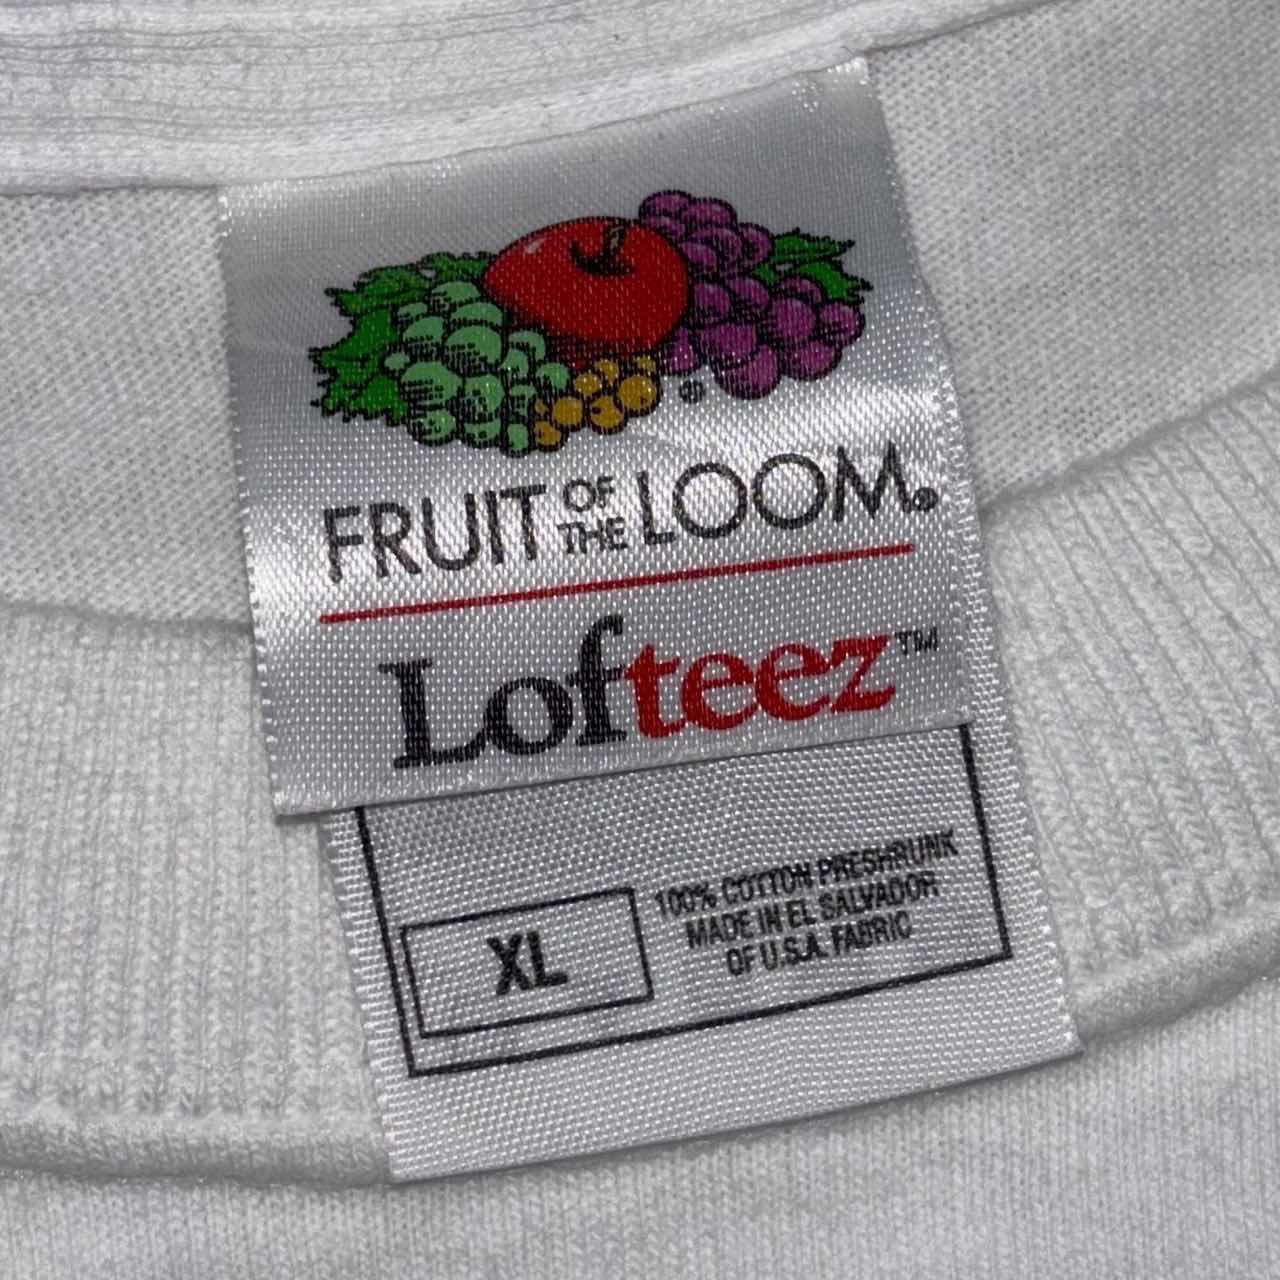 ®
FRUIT OF THE LOOM®
Lofteez™
XL
100% COTTON PRESHRUNK
MADE IN EL SALVADOR
OF U.S.A. FABRIC